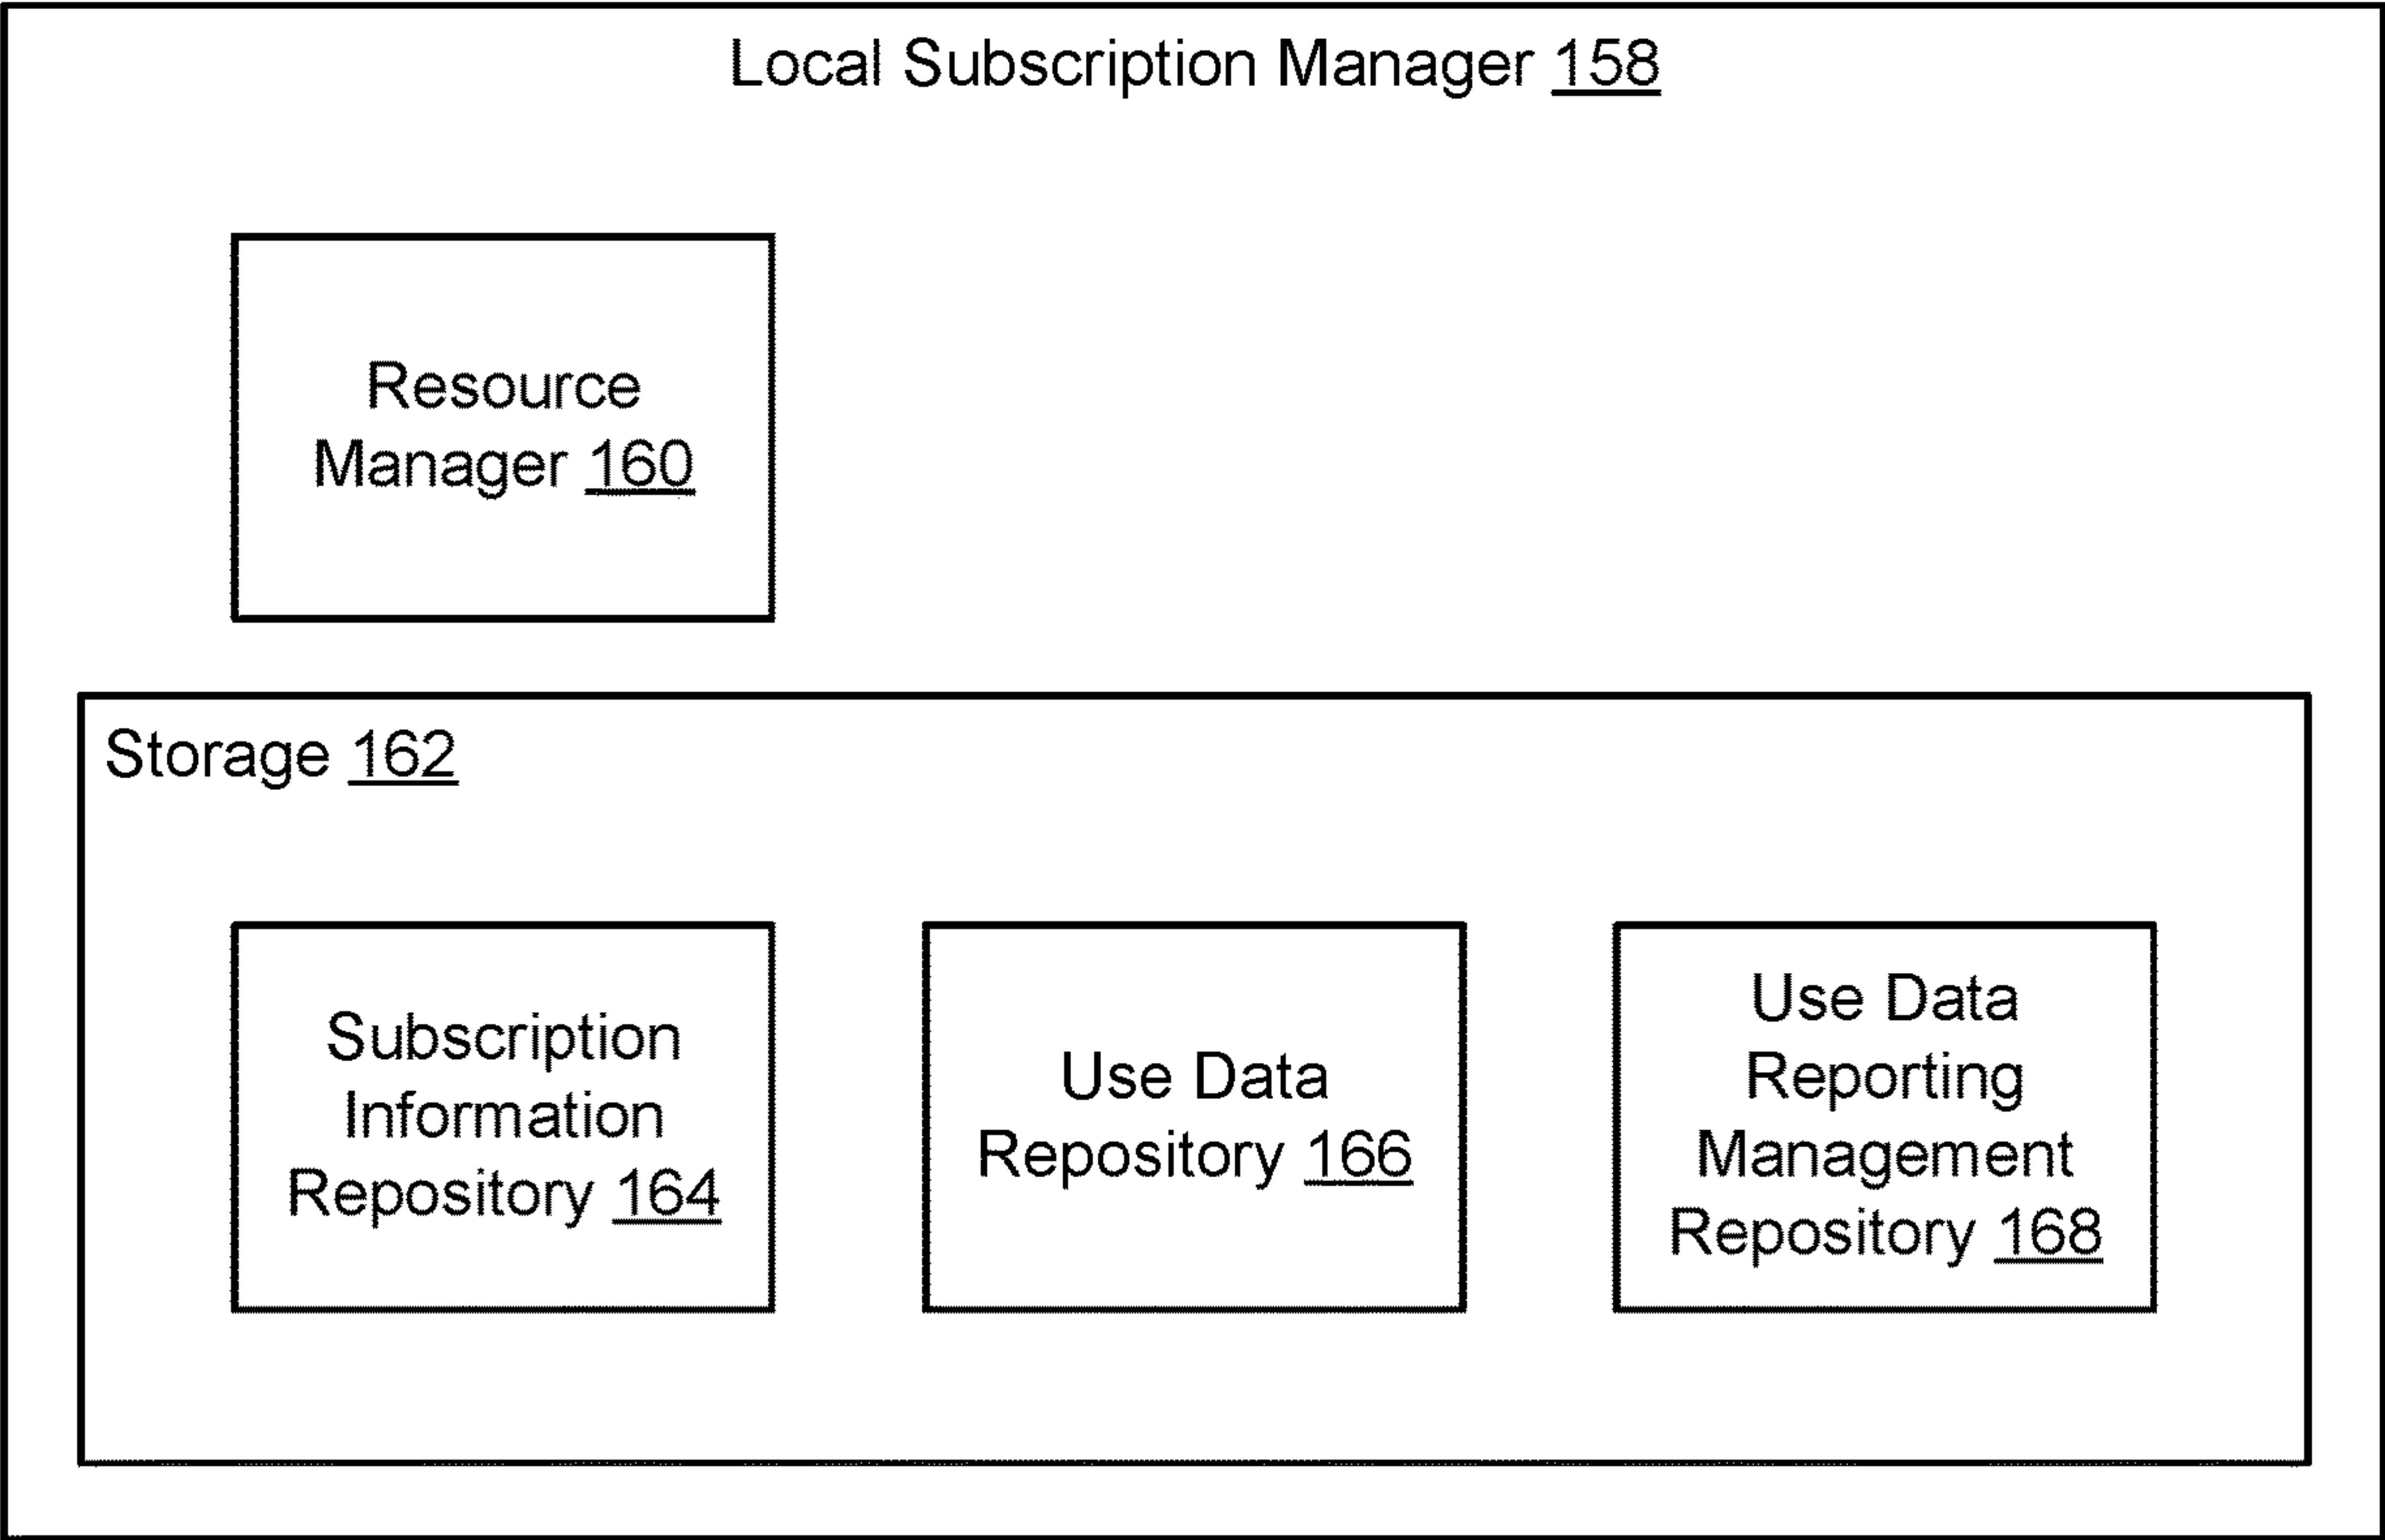 Local Subscription Manager 158
Resource
Manager 160
Storage 162
Subscription
Information
Repository 164
Use Data
Repository 166
Use Data
Reporting
Management
Repository 168